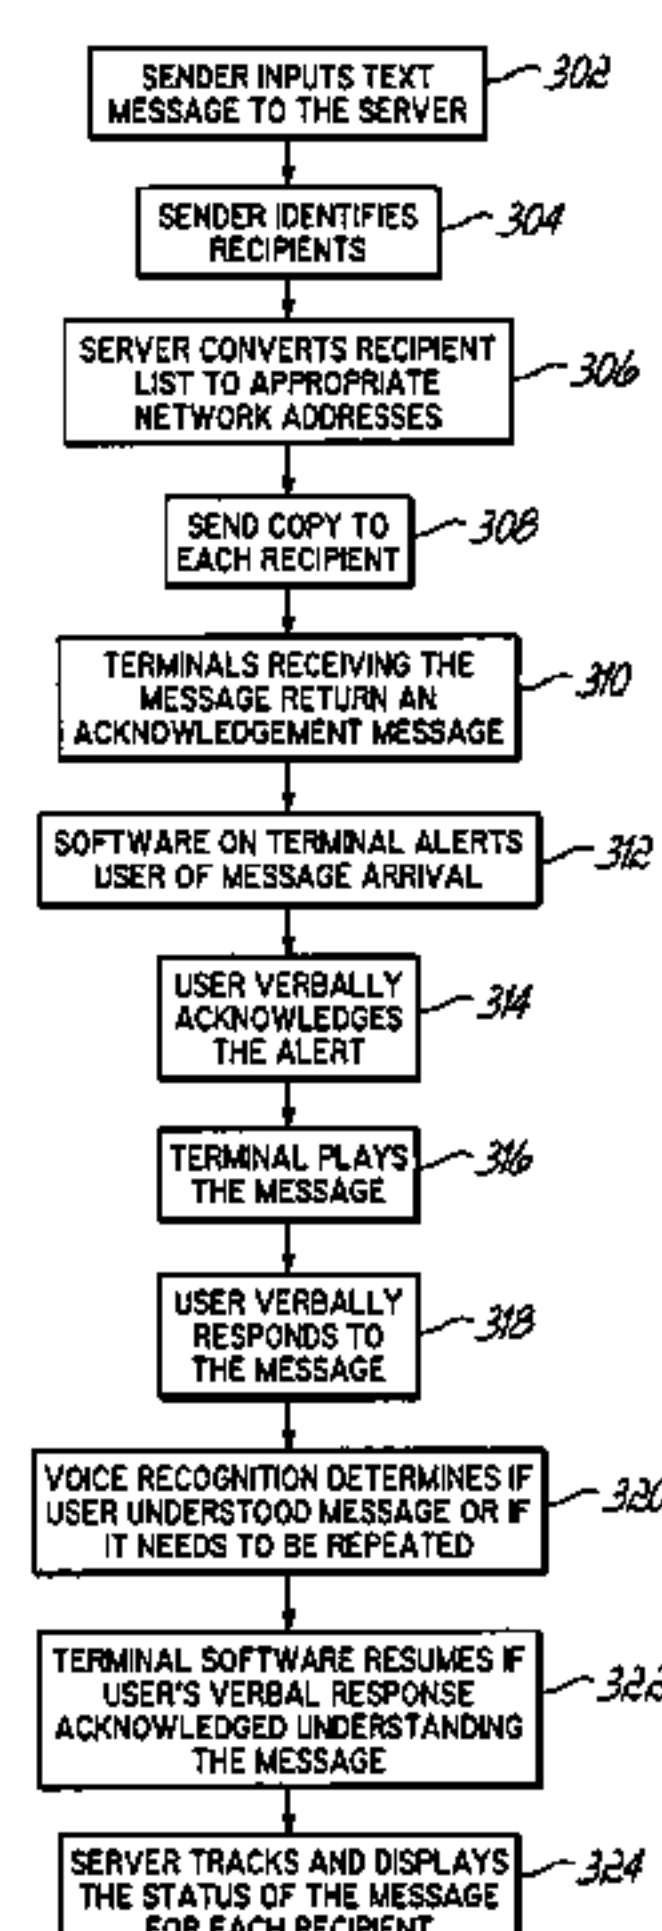 SENDER INPUTS TEXT
MESSAGE TO THE SERVER
302
SENDER IDENTIFIES
RECIPIENTS
304
SERVER CONVERTS RECIPIENT
LIST TO APPROPRIATE
NETWORK ADDRESSES
306
SEND COPY TO
EACH RECIPIENT
308
TERMINALS RECEIVING THE
MESSAGE RETURN AN
ACKNOWLEDGEMENT MESSAGE
310
SOFTWARE ON TERMINAL ALERTS
USER OF MESSAGE ARRIVAL
312
USER VERBALLY
ACKNOWLEDGES
THE ALERT
314
TERMINAL PLAYS
THE MESSAGE
316
USER VERBALLY
RESPONDS TO
THE MESSAGE
318
VOICE RECOGNITION DETERMINES IF
USER UNDERSTOOD MESSAGE OR IF
IT NEEDS TO BE REPEATED
320
TERMINAL SOFTWARE RESUMES IF
USER'S VERBAL RESPONSE
ACKNOWLEDGED UNDERSTANDING
THE MESSAGE
322
SERVER TRACKS AND DISPLAYS
THE STATUS OF THE MESSAGE
FOR EACH RECIPIENT
324